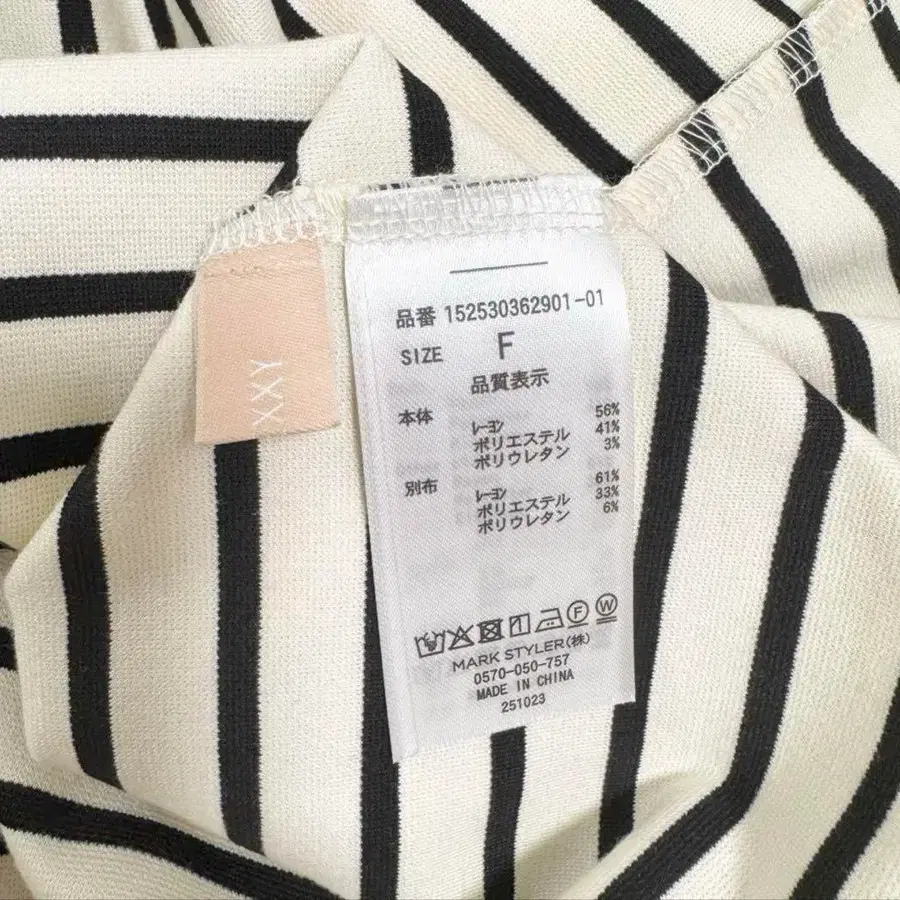 YXX
品番 152530362901-01
SIZE F
品質表示
本体 レーヨン 56%
ポリエステル 41%
ポリウレタン 3%
別布 レーヨン 61%
ポリエステル 33%
ポリウレタン 6%
F W
MARK STYLER(株)
0570-050-757
MADE IN CHINA
251023